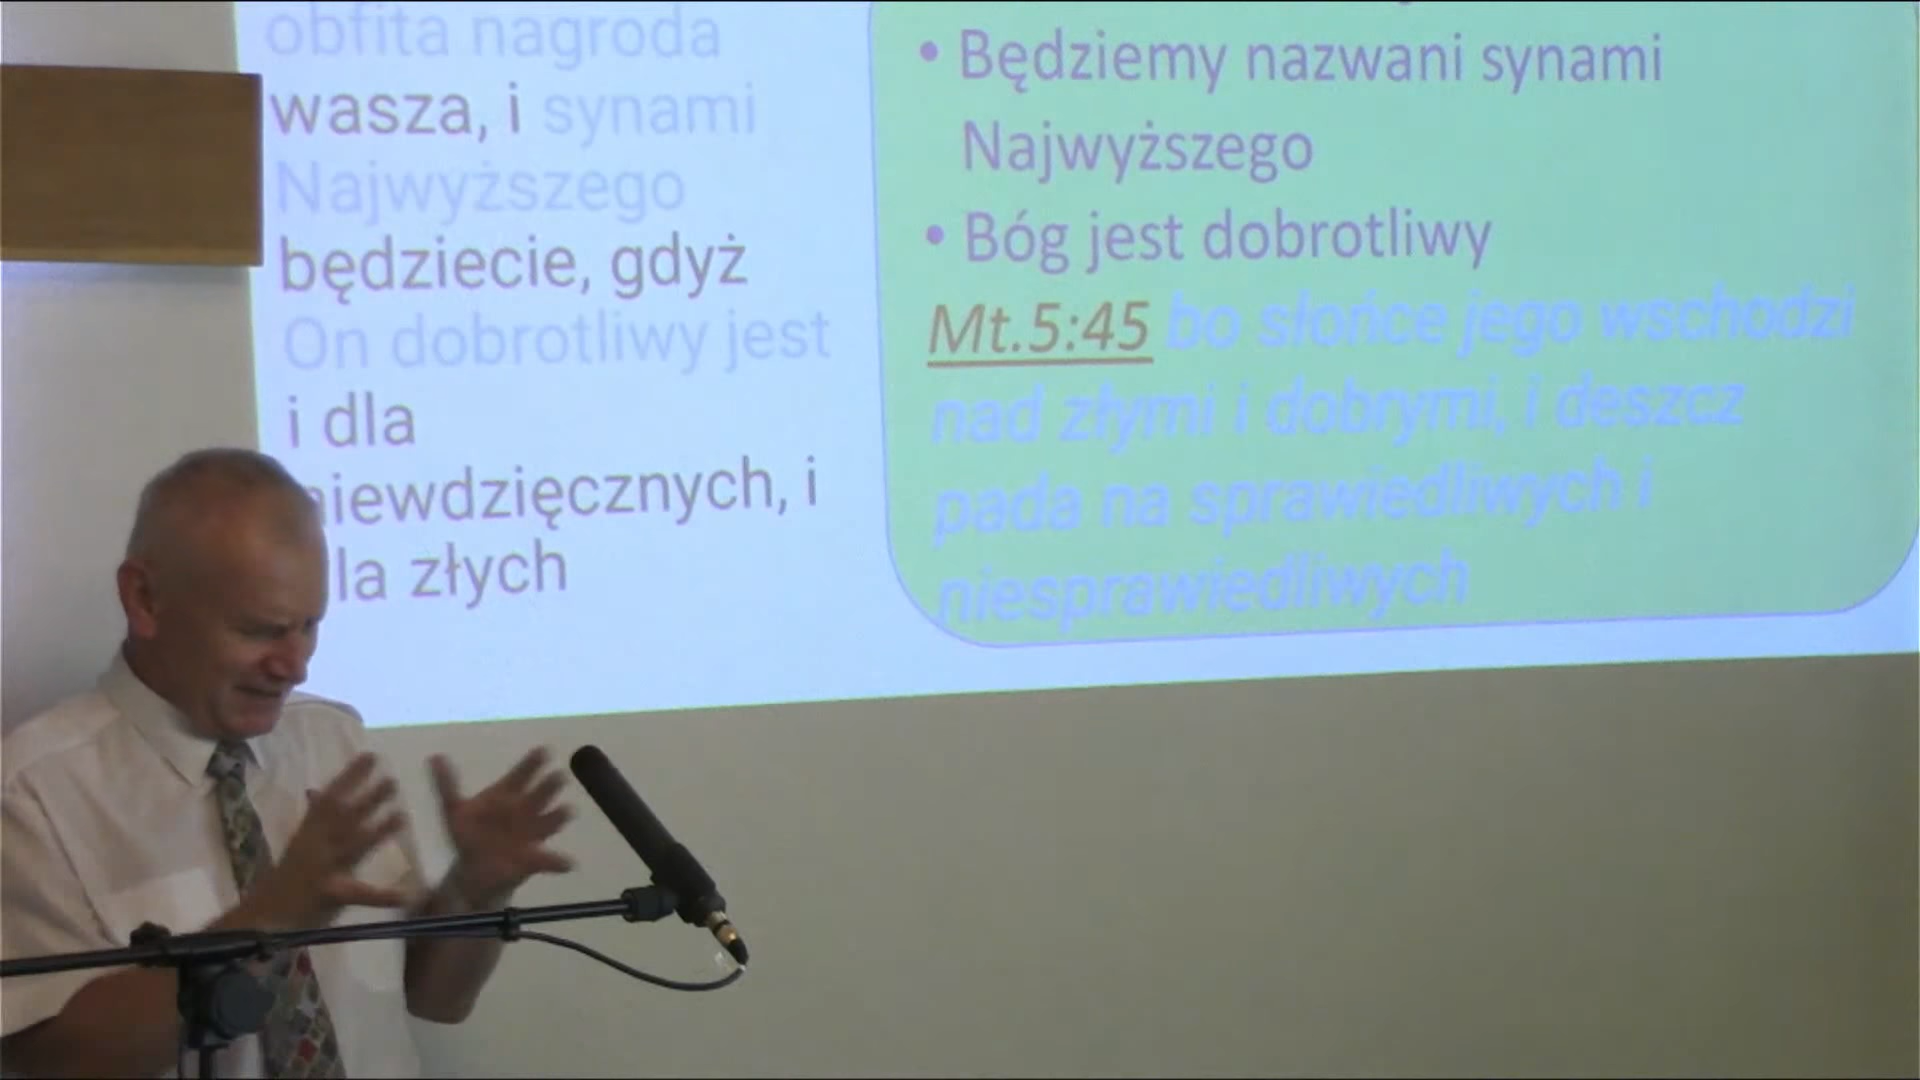 obfita nagroda
wasza, i synami
Najwyższego
będziecie, gdyż
On dobrotliwy jest
i dla
niewdzięcznych, i
la złych
• Będziemy nazwani synami
Najwyższego
• Bóg jest dobrotliwy
Mt.5:45 bo słońce jego wschodzi
nad złymi i dobrymi, i deszcz
pada na sprawiedliwych i
niesprawiedliwych